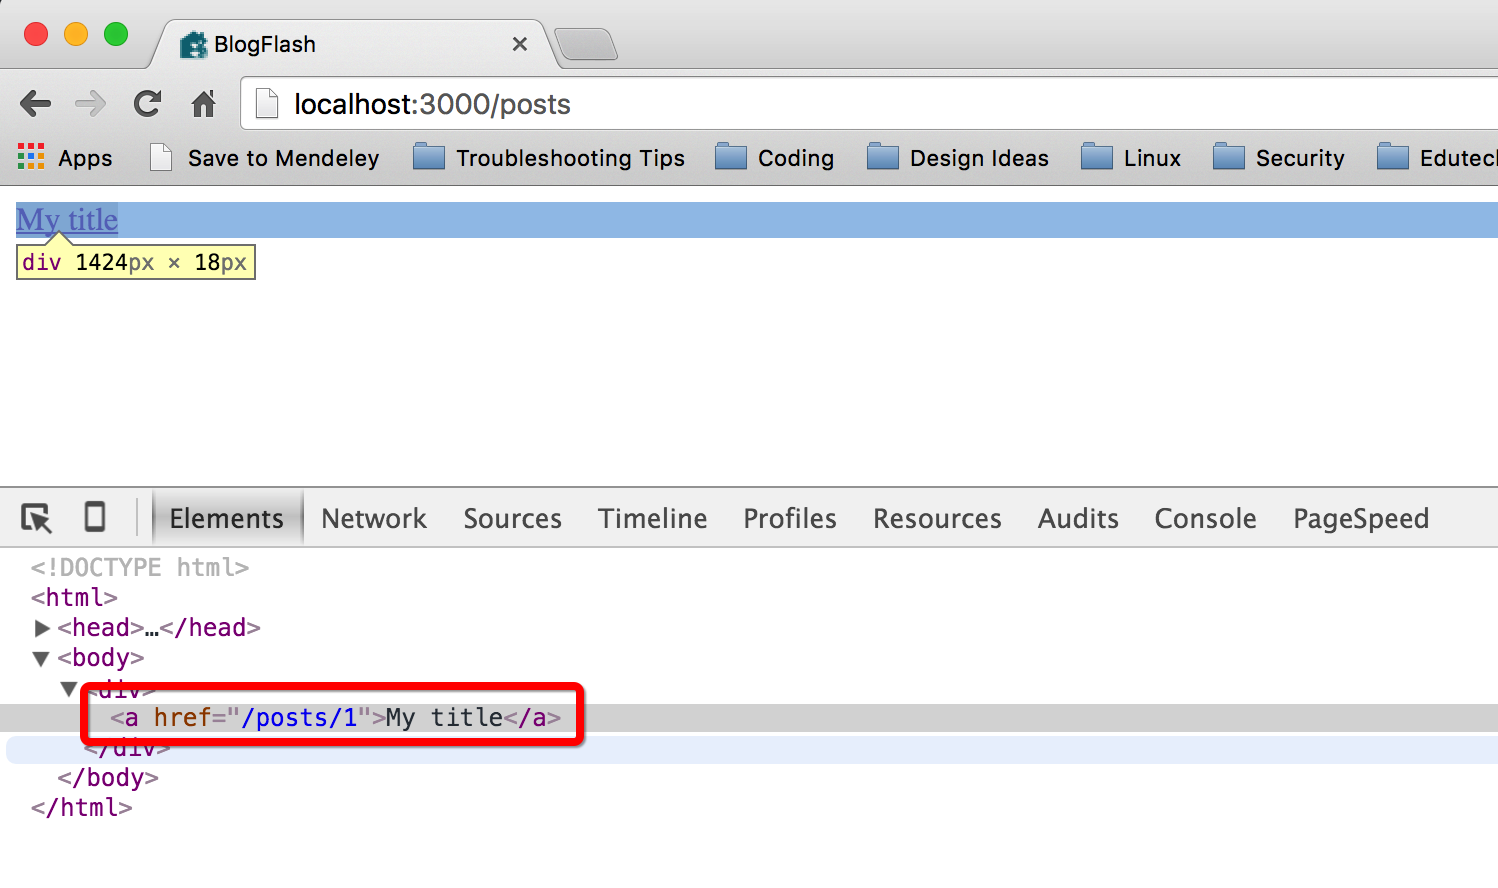 BlogFlash
localhost:3000/posts
Apps Save to Mendeley Troubleshooting Tips Coding Design Ideas Linux Security Edutec
My title
div 1424px × 18px
Elements Network Sources Timeline Profiles Resources Audits Console PageSpeed
<!DOCTYPE html>
<html>
<head>…</head>
<body>
<div>
<a href="/posts/1">My title</a>
</div>
</body>
</html>